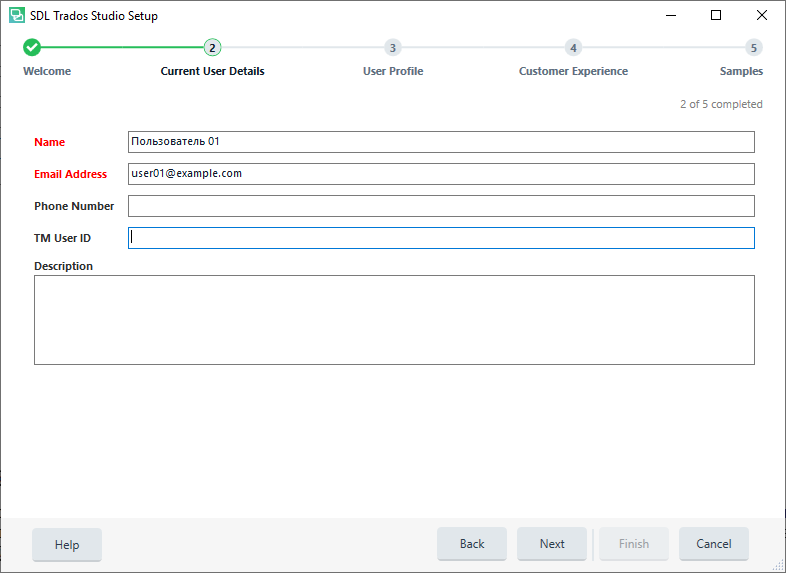 SDL Trados Studio Setup
2 3 4 5
Welcome Current User Details User Profile Customer Experience Samples
2 of 5 completed
Name Пользователь 01
Email Address user01@example.com
Phone Number
TM User ID
Description
Help Back Next Finish Cancel